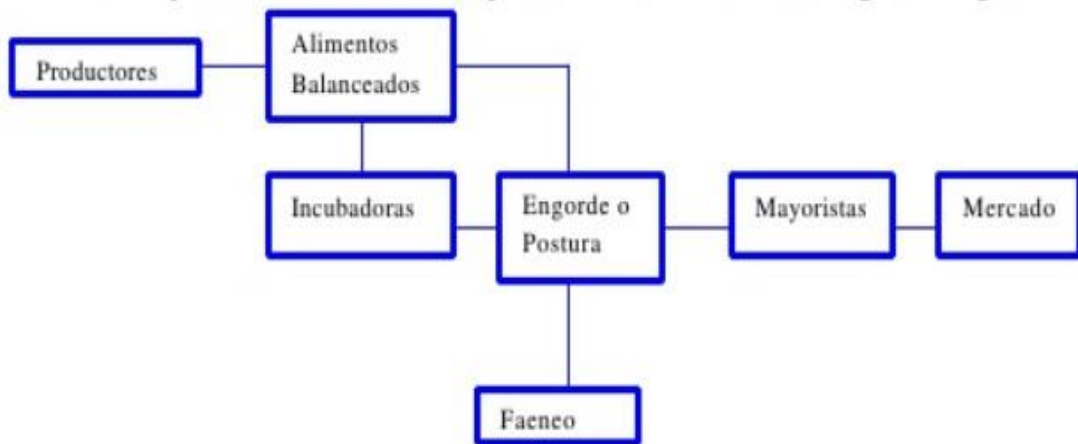 Productores
Alimentos
Balanceados
Incubadoras
Engorde o
Postura
Mayoristas
Mercado
Faeneo